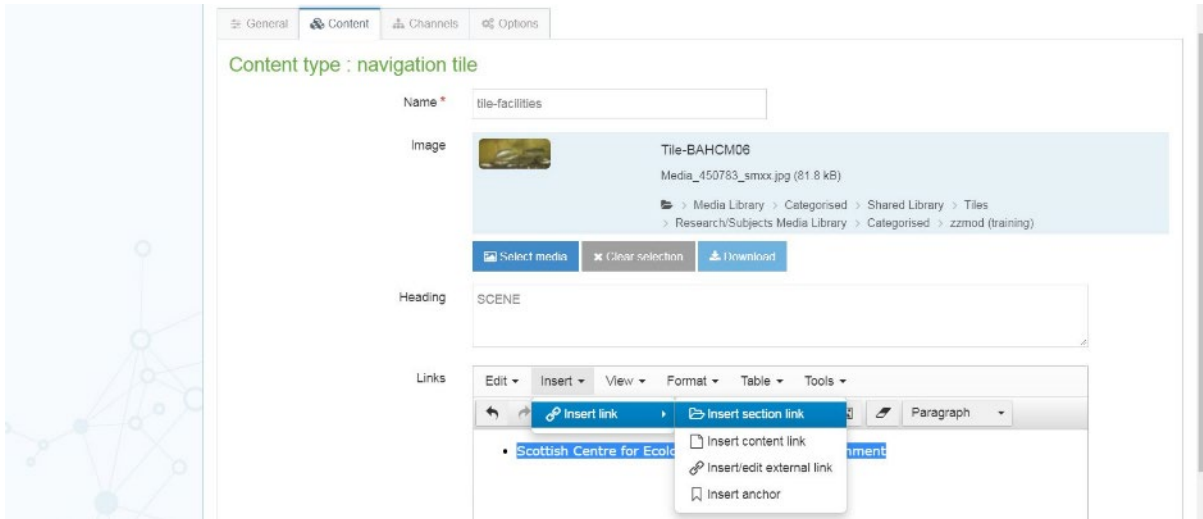 General Content Channels Options
Content type : navigation tile
Name *
tile-facilities
Image
Tile-BAHCM06
Media_450783_smxx.jpg (81.8 kB)
> Media Library > Categorised > Shared Library > Tiles
> Research/Subjects Media Library > Categorised > zzmod (training)
Select media Clear selection Download
Heading
SCENE
Links
Edit Insert View Format Table Tools
Insert link Insert section link Paragraph
Insert content link
Scottish Centre for
Insert/edit external link
Insert anchor